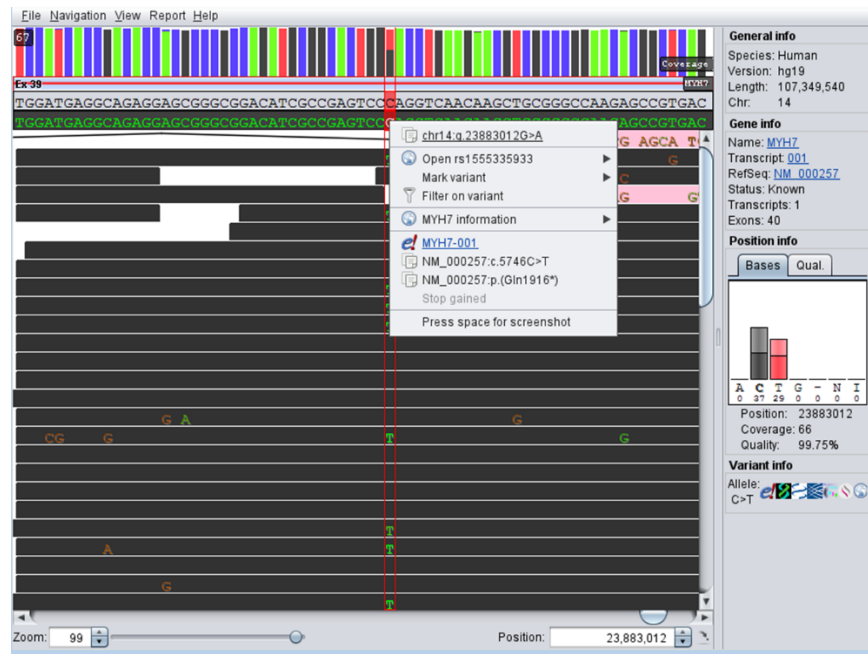 File Navigation View Report Help
67
Coverage
Ex 39
MYH7
TGGATGAGGCAGAGGAGCGGGCGGACATCGCCGAGTCCCAGGTCAACAAGCTGCGGGCCAAGAGCCGTGAC
TGGATGAGGCAGAGGAGCGGGCGGACATCGCCGAGTCC
GCCGTGAC
chr14:g.23883012G>A
Open rs1555335933
Mark variant
Filter on variant
MYH7 information
MYH7-001
NM_000257:c.5746C>T
NM_000257:p.(Gln1916*)
Stop gained
Press space for screenshot
G AGCA T
G
C
G G
G A G
CG G T G
T
A T
G
T
Zoom: 99
Position: 23,883,012
General info
Species: Human
Version: hg19
Length: 107,349,540
Chr: 14
Gene info
Name: MYH7
Transcript: 001
RefSeq: NM_000257
Status: Known
Transcripts: 1
Exons: 40
Position info
Bases Qual.
A C T G - N I
0 37 29 0 0 0 0
Position: 23883012
Coverage: 66
Quality: 99.75%
Variant info
Allele:
C>T